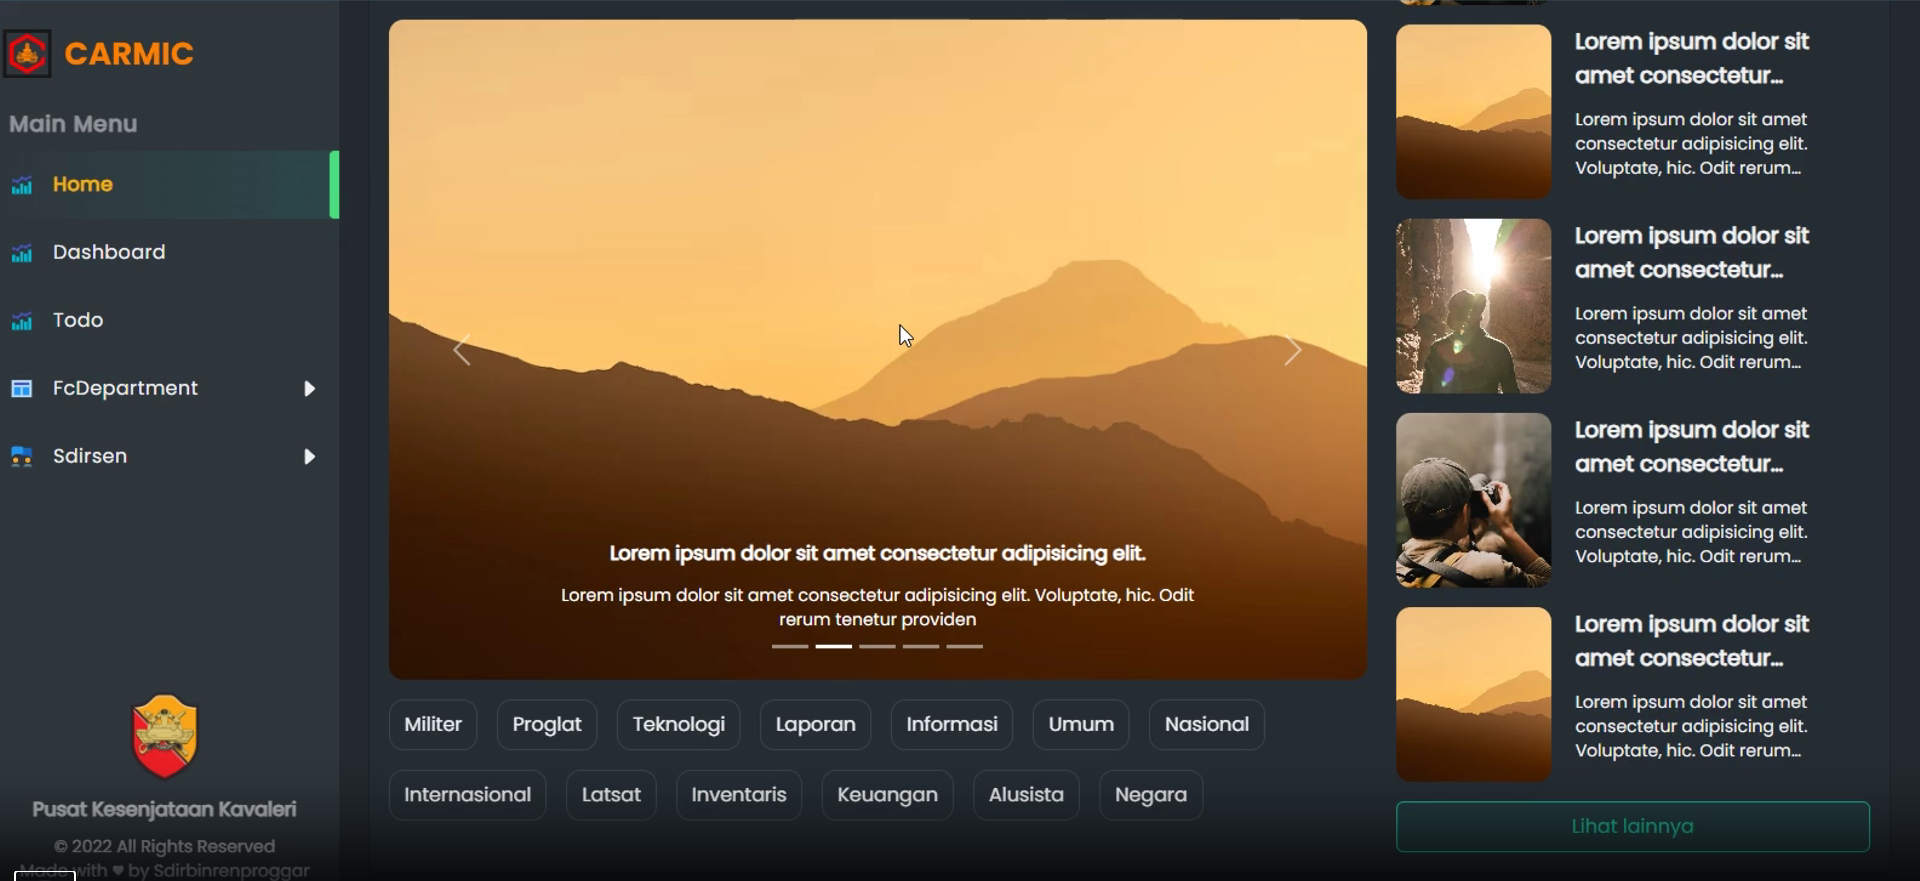 CARMIC
Main Menu
Home
Dashboard
Todo
FcDepartment
Sdirsen
Pusat Kesenjataan Kavaleri
© 2022 All Rights Reserved
Made with ♥ by Sdirbinrenproggar
Lorem ipsum dolor sit amet consectetur adipisicing elit.
Lorem ipsum dolor sit amet consectetur adipisicing elit. Voluptate, hic. Odit
rerum tenetur providen
Militer
Proglat
Teknologi
Laporan
Informasi
Umum
Nasional
Internasional
Latsat
Inventaris
Keuangan
Alusista
Negara
Lorem ipsum dolor sit
amet consectetur...
Lorem ipsum dolor sit amet
consectetur adipisicing elit.
Voluptate, hic. Odit rerum...
Lorem ipsum dolor sit
amet consectetur...
Lorem ipsum dolor sit amet
consectetur adipisicing elit.
Voluptate, hic. Odit rerum...
Lorem ipsum dolor sit
amet consectetur...
Lorem ipsum dolor sit amet
consectetur adipisicing elit.
Voluptate, hic. Odit rerum...
Lorem ipsum dolor sit
amet consectetur...
Lorem ipsum dolor sit amet
consectetur adipisicing elit.
Voluptate, hic. Odit rerum...
Lihat lainnya